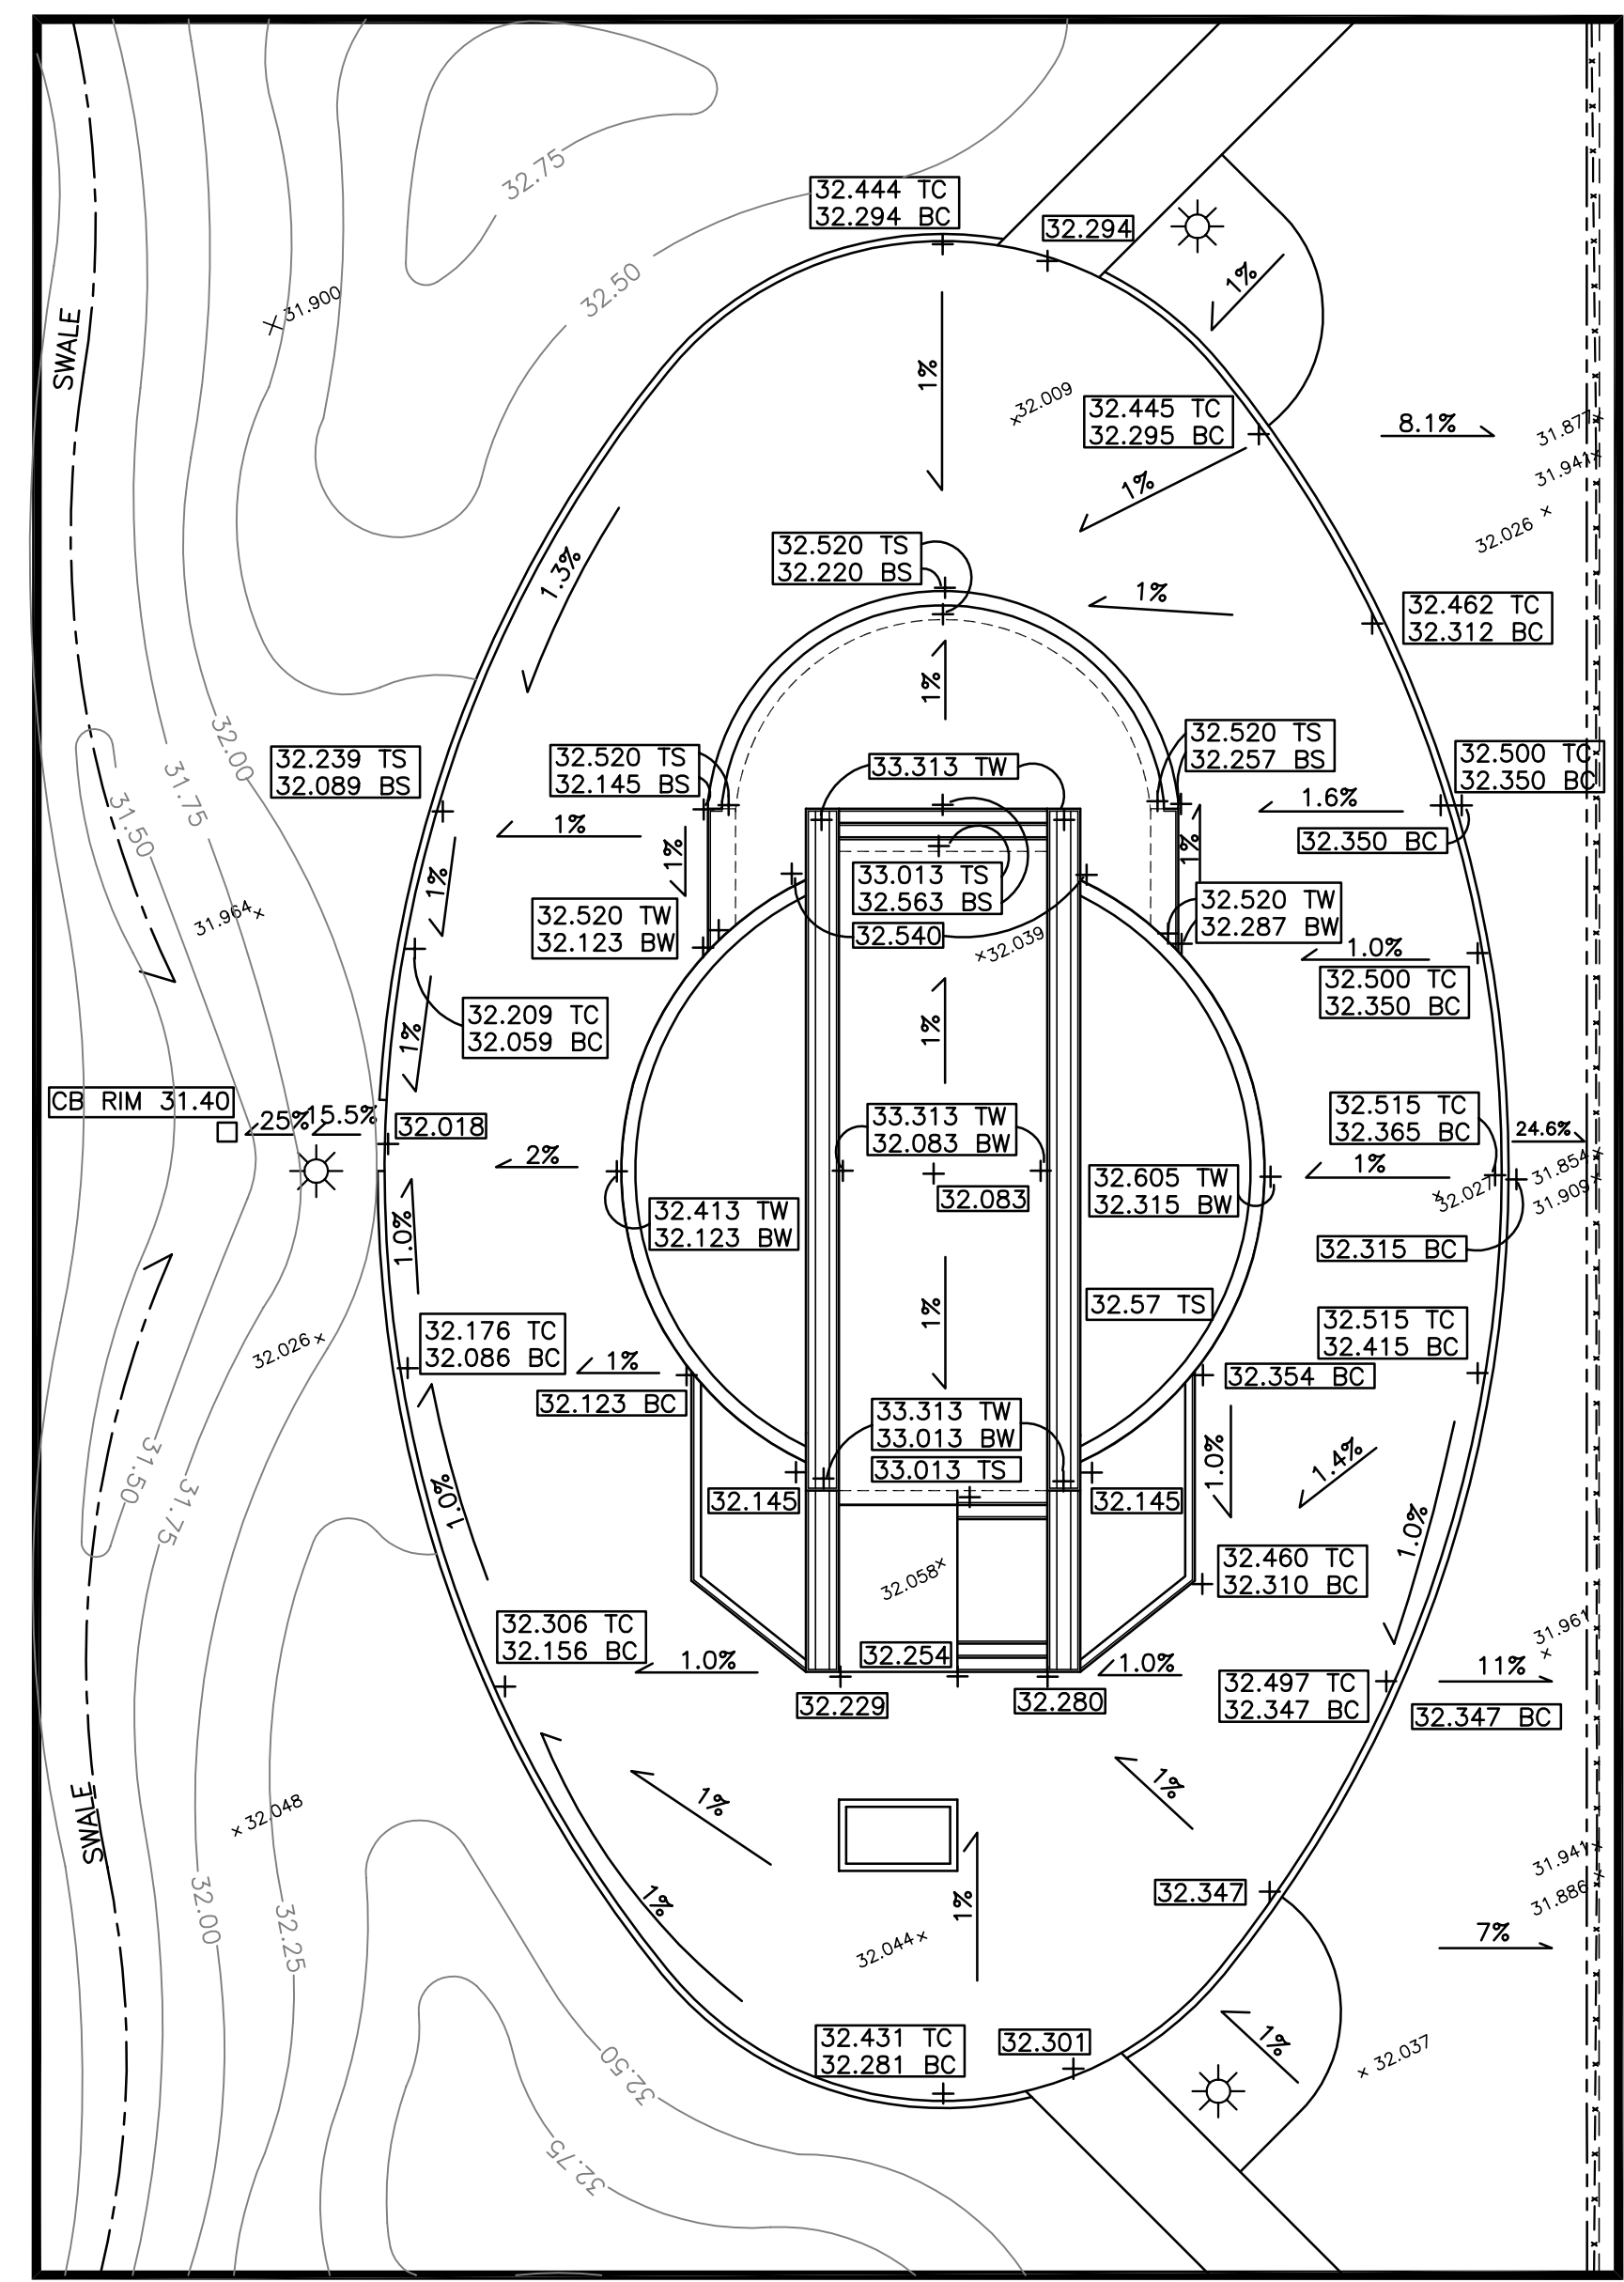 32.75
32.444 TC
32.294 BC
32.294
1%
32.50
31.900
SWALE
1%
32.009
32.445 TC
32.295 BC
8.1%
31.877
31.941
1%
32.026
32.520 TS
32.220 BS
1.3%
1%
32.462 TC
32.312 BC
1%
32.00
32.239 TS
32.089 BS
32.520 TS
32.145 BS
33.313 TW
32.520 TS
32.257 BS
32.500 TC
32.350 BC
31.75
31.50
1%
1.6%
32.350 BC
1%
1%
1%
33.013 TS
32.563 BS
32.520 TW
32.123 BW
32.520 TW
32.287 BW
31.964
32.540
32.039
1.0%
32.500 TC
32.350 BC
32.209 TC
32.059 BC
1%
1%
CB RIM 31.40
25%
15.5%
32.018
33.313 TW
32.083 BW
32.515 TC
32.365 BC
24.6%
2%
1%
31.854
32.083
32.605 TW
32.315 BW
32.027
31.909
32.413 TW
32.123 BW
1.0%
32.315 BC
1%
32.57 TS
32.176 TC
32.086 BC
32.515 TC
32.415 BC
32.026
1%
32.123 BC
32.354 BC
33.313 TW
33.013 BW
33.013 TS
1.0%
1.4%
31.50
31.75
1.0%
32.145
32.145
1.0%
32.460 TC
32.310 BC
32.058
32.306 TC
32.156 BC
32.254
31.961
1.0%
1.0%
11%
32.229
32.280
32.497 TC
32.347 BC
32.347 BC
SWALE
32.048
1%
1%
31.941
31.886
32.347
1%
1%
32.00
32.25
32.044
7%
32.431 TC
32.281 BC
32.301
1%
32.037
32.50
32.75